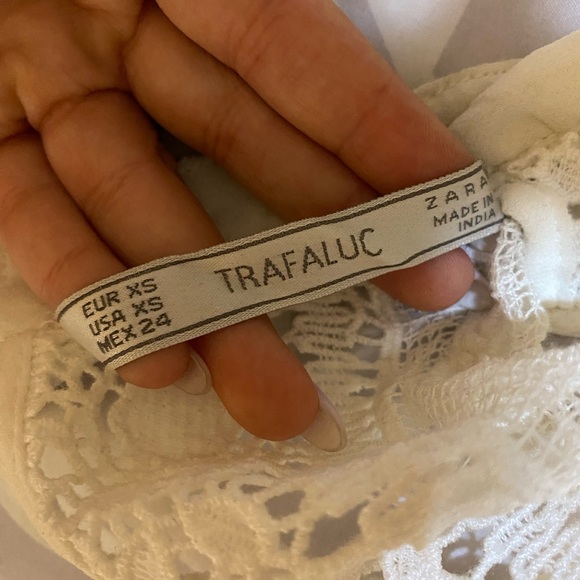 EUR XS
USA XS
MEX 24
TRAFALUC
ZARA
MADE IN
INDIA